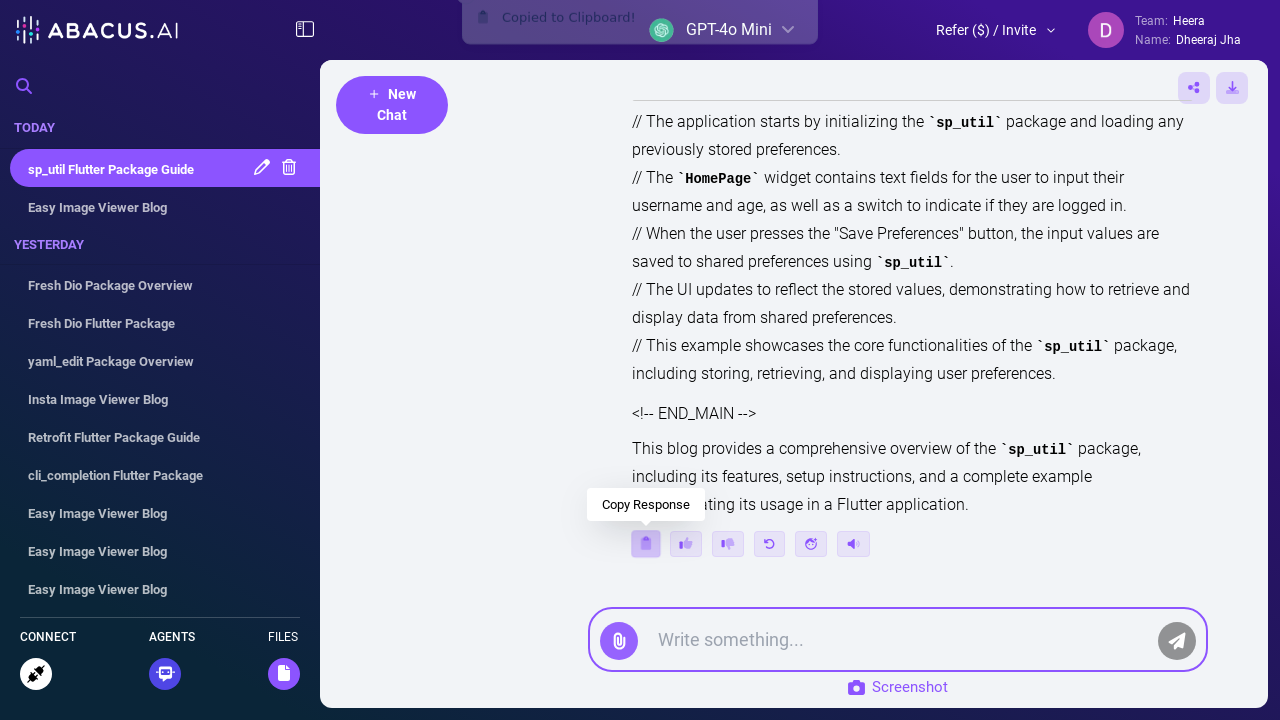 ABACUS.AI
Copied to Clipboard!
GPT-4o Mini
Refer ($) / Invite
D
Team: Heera
Name: Dheeraj Jha
TODAY
sp_util Flutter Package Guide
Easy Image Viewer Blog
YESTERDAY
Fresh Dio Package Overview
Fresh Dio Flutter Package
yaml_edit Package Overview
Insta Image Viewer Blog
Retrofit Flutter Package Guide
cli_completion Flutter Package
Easy Image Viewer Blog
Easy Image Viewer Blog
Easy Image Viewer Blog
CONNECT
AGENTS
FILES
+ New
Chat
// The application starts by initializing the `sp_util` package and loading any
previously stored preferences.
// The `HomePage` widget contains text fields for the user to input their
username and age, as well as a switch to indicate if they are logged in.
// When the user presses the "Save Preferences" button, the input values are
saved to shared preferences using `sp_util`.
// The UI updates to reflect the stored values, demonstrating how to retrieve and
display data from shared preferences.
// This example showcases the core functionalities of the `sp_util` package,
including storing, retrieving, and displaying user preferences.
<!-- END_MAIN -->
This blog provides a comprehensive overview of the `sp_util` package,
including its features, setup instructions, and a complete example
ating its usage in a Flutter application.
Copy Response
Write something...
Screenshot